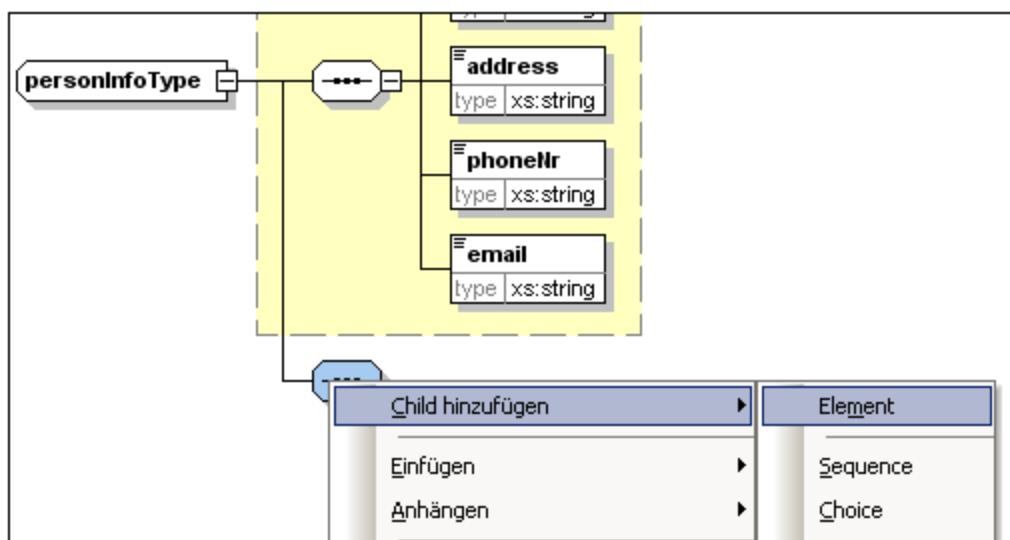 personInfoType
address
type xs:string
phoneNr
type xs:string
email
type xs:string
Child hinzufügen
Element
Einfügen
Sequence
Anhängen
Choice